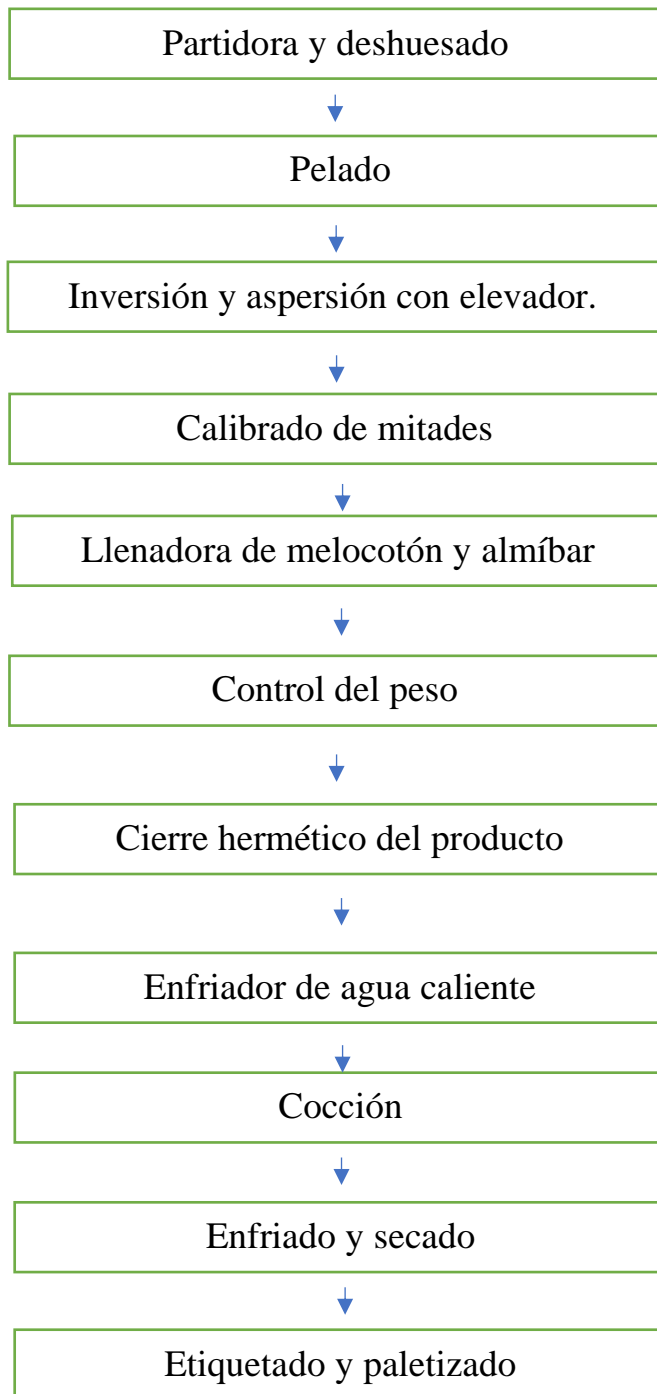 Partidora y deshuesado
Pelado
Inversión y aspersión con elevador.
Calibrado de mitades
Llenadora de melocotón y almíbar
Control del peso
Cierre hermético del producto
Enfriador de agua caliente
Cocción
Enfriado y secado
Etiquetado y paletizado